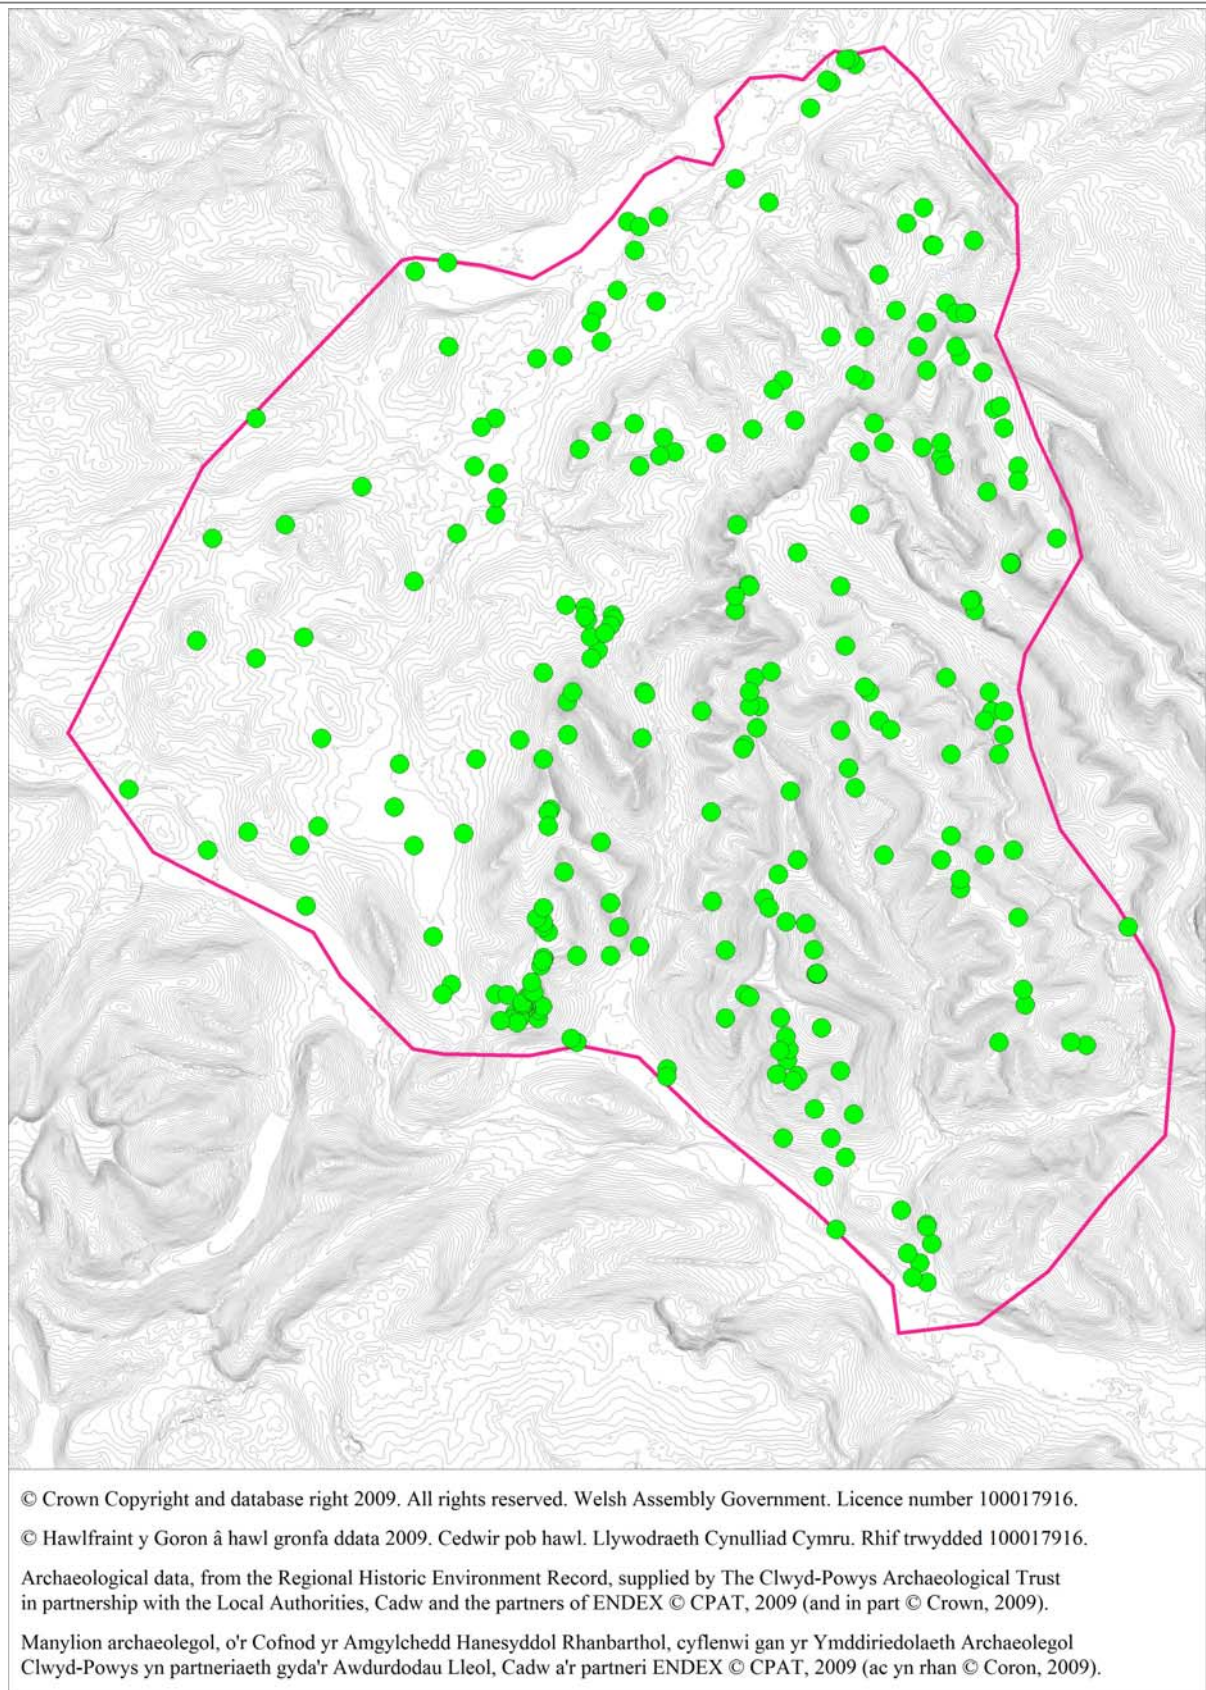 © Crown Copyright and database right 2009. All rights reserved. Welsh Assembly Government. Licence number 100017916.
© Hawlfraint y Goron â hawl gronfa ddata 2009. Cedwir pob hawl. Llywodraeth Cynulliad Cymru. Rhif trwydded 100017916.
Archaeological data, from the Regional Historic Environment Record, supplied by The Clwyd-Powys Archaeological Trust
in partnership with the Local Authorities, Cadw and the partners of ENDEX © CPAT, 2009 (and in part © Crown, 2009).
Manylion archaeolegol, o'r Cofnod yr Amgylchedd Hanesyddol Rhanbarthol, cyflenwi gan yr Ymddiriedolaeth Archaeolegol
Clwyd-Powys yn partneriaeth gyda'r Awdurdodau Lleol, Cadw a'r partneri ENDEX © CPAT, 2009 (ac yn rhan © Coron, 2009).